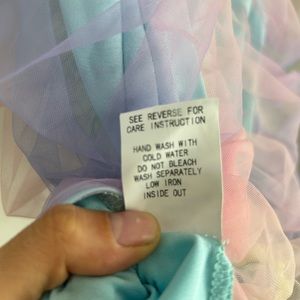 SEE REVERSE FOR
CARE INSTRUCTION
HAND WASH WITH
COLD WATER
DO NOT BLEACH
WASH SEPARATELY
LOW IRON
INSIDE OUT